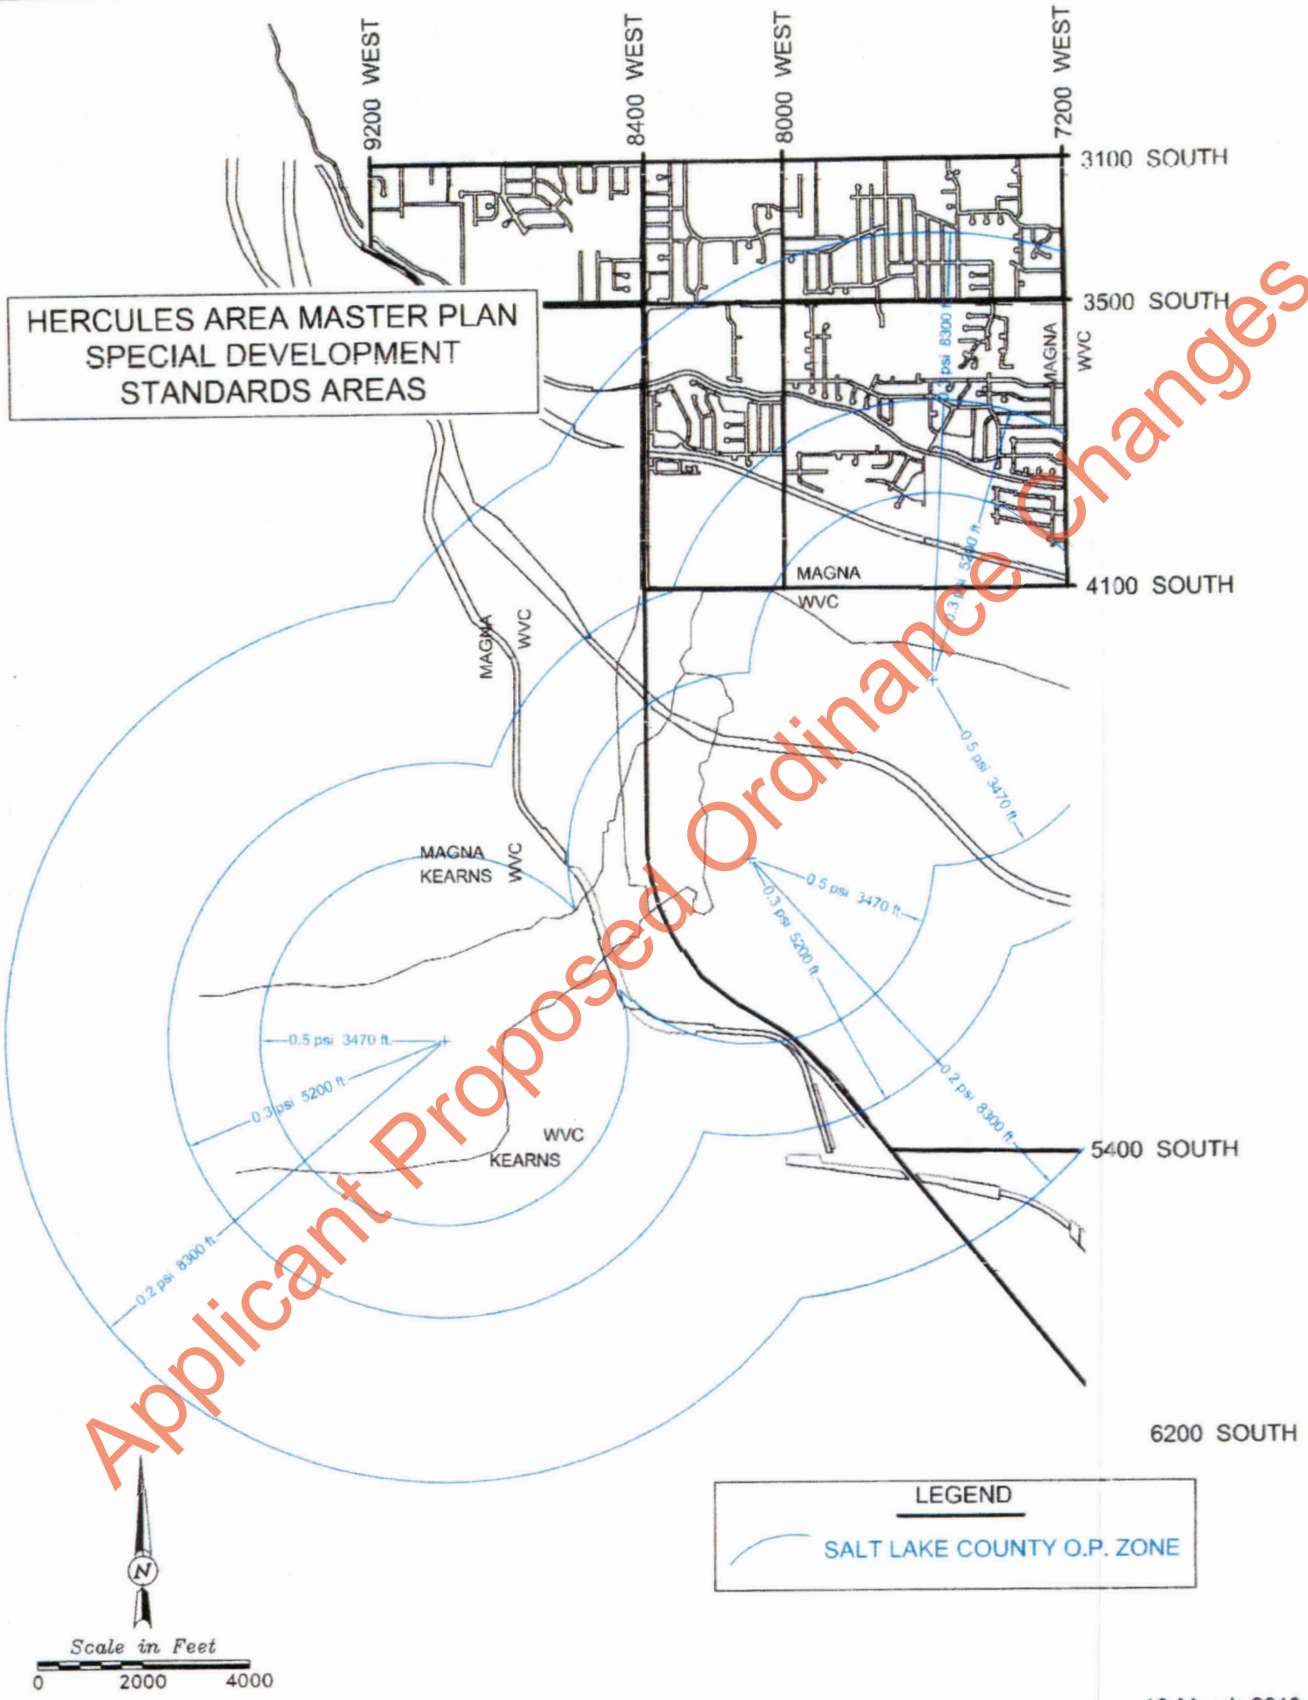 9200 WEST
8400 WEST
8000 WEST
7200 WEST
3100 SOUTH
3500 SOUTH
HERCULES AREA MASTER PLAN
SPECIAL DEVELOPMENT
STANDARDS AREAS
psi 8300 ft.
MAGNA
WVC
0.3 psi 5200 ft.
MAGNA
WVC
4100 SOUTH
MAGNA
WVC
0.5 psi 3470 ft.
MAGNA
KEARNS
WVC
0.5 psi 3470 ft.
0.3 psi 5200 ft.
0.2 psi 8300 ft.
0.5 psi 3470 ft.
0.3 psi 5200 ft.
0.2 psi 8300 ft.
WVC
KEARNS
5400 SOUTH
6200 SOUTH
Applicant Proposed Ordinance Changes
LEGEND
SALT LAKE COUNTY O.P. ZONE
N
Scale in Feet
0 2000 4000